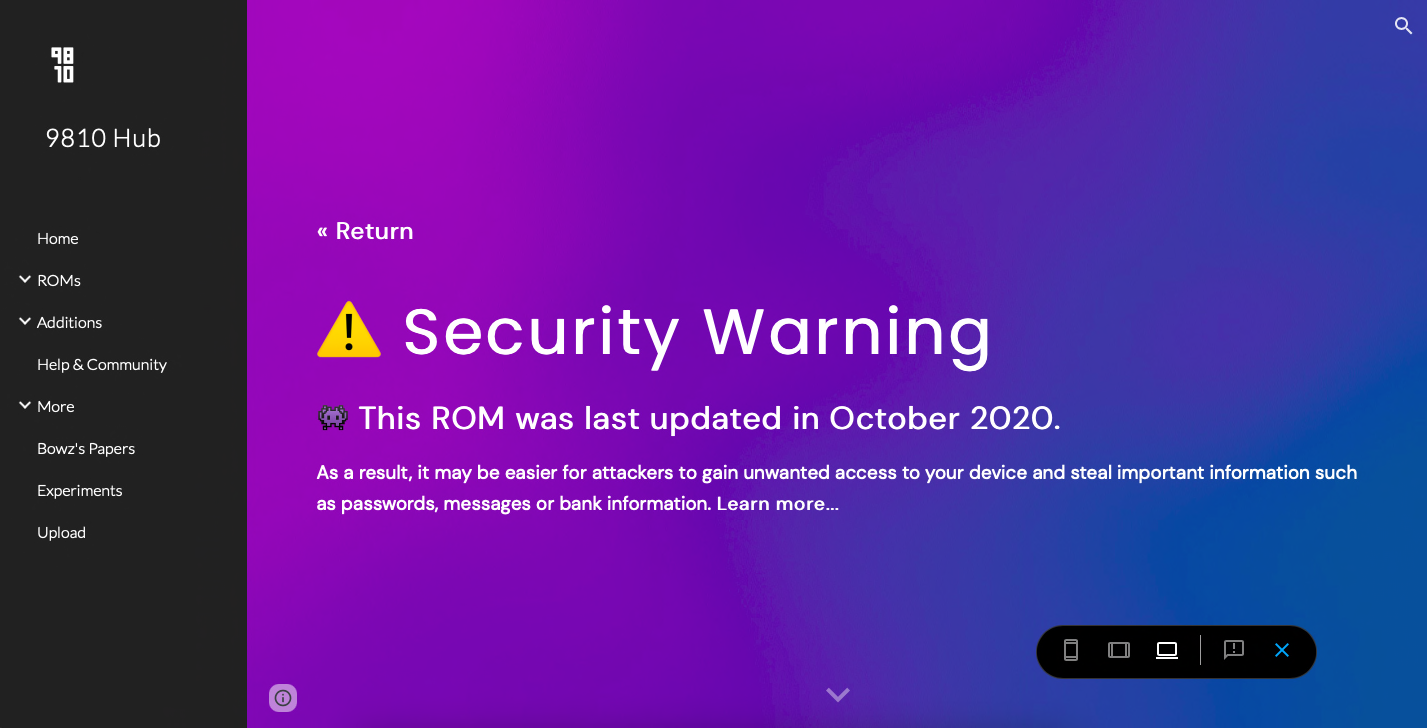 98
10
9810 Hub
Home
ROMs
Additions
Help & Community
More
Bowz's Papers
Experiments
Upload
« Return
⚠️ Security Warning
👾 This ROM was last updated in October 2020.
As a result, it may be easier for attackers to gain unwanted access to your device and steal important information such
as passwords, messages or bank information. Learn more...